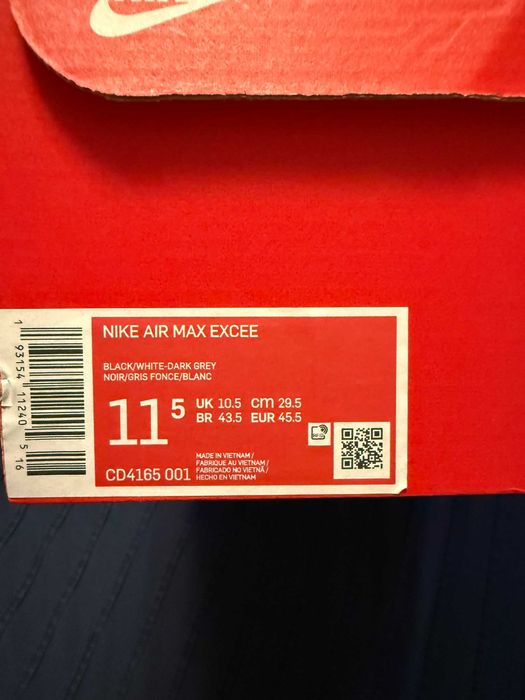 NIKE AIR MAX EXCEE
BLACK/WHITE-DARK GREY
NOIR/GRIS FONCE/BLANC
11 5
UK 10.5 cm 29.5
BR 43.5 EUR 45.5
RFID
CD4165 001
MADE IN VIETNAM /
FABRIQUE AU VIETNAM /
FABRICADO NO VIETNÃ /
HECHO EN VIETNAM
1 93154 11240 5 16